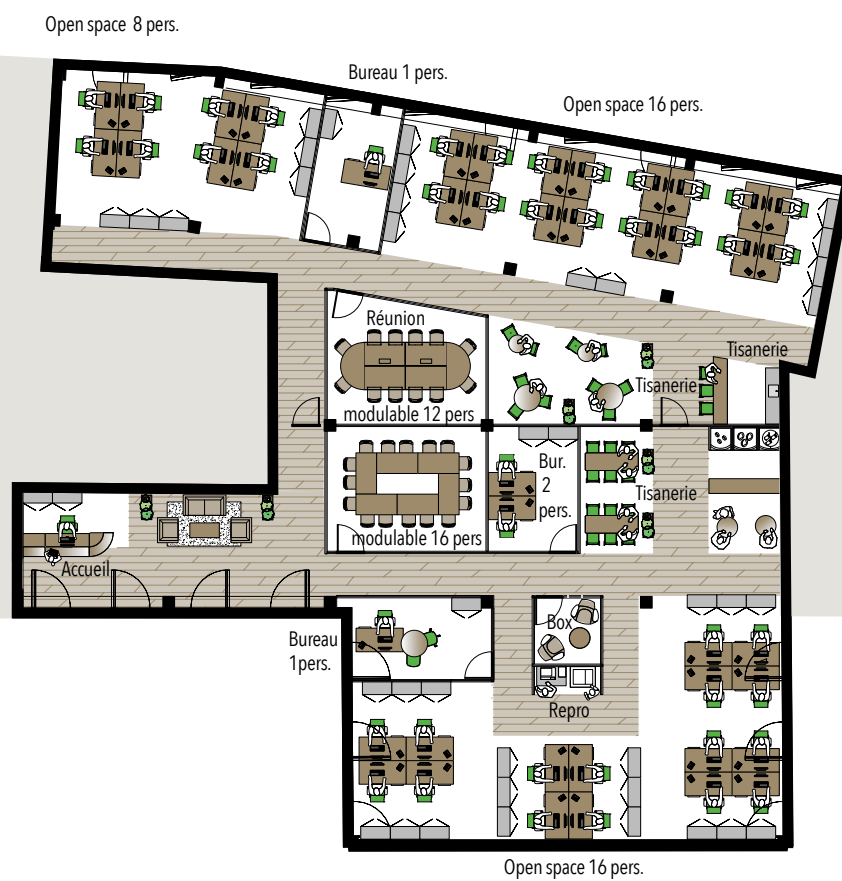 Open space 8 pers.
Bureau 1 pers.
Open space 16 pers.
Réunion
modulable 12 pers
Tisanerie
Tisanerie
Bur.
2
pers.
Tisanerie
modulable 16 pers
Accueil
Bureau
1pers.
Box
Repro
Open space 16 pers.